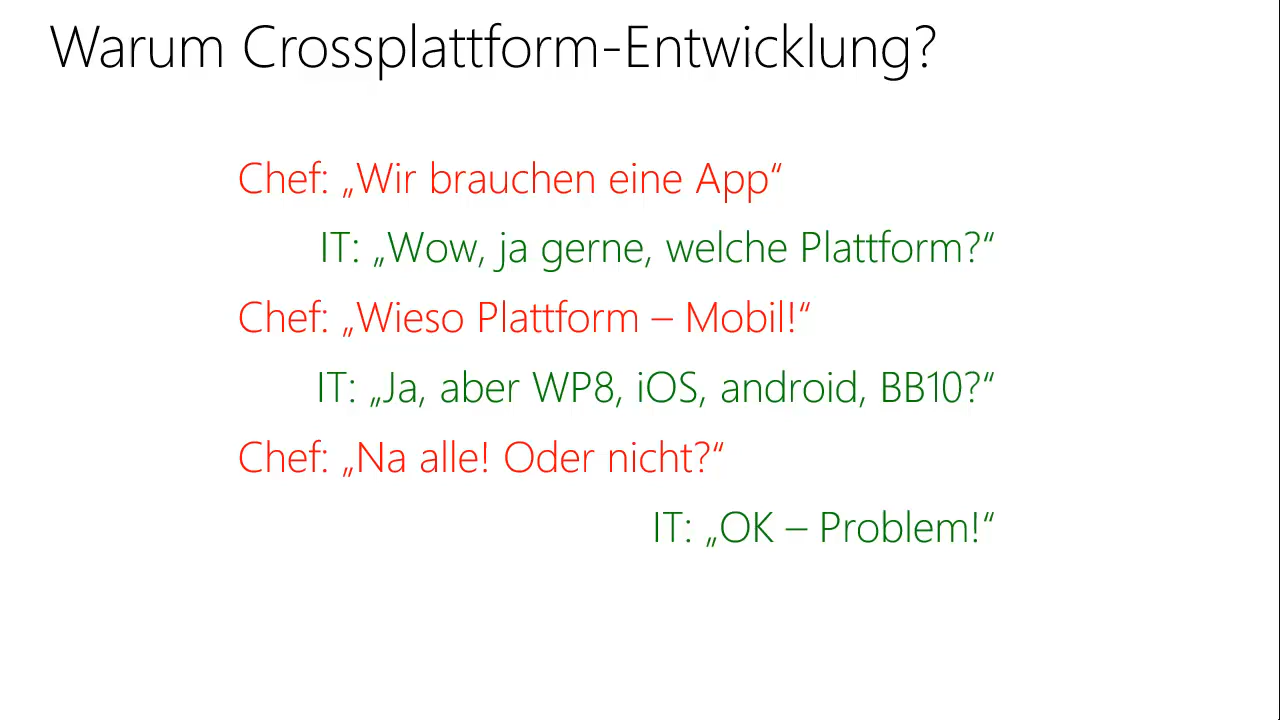 Warum Crossplattform-Entwicklung?
Chef: „Wir brauchen eine App“
IT: „Wow, ja gerne, welche Plattform?“
Chef: „Wieso Plattform – Mobil!“
IT: „Ja, aber WP8, iOS, android, BB10?“
Chef: „Na alle! Oder nicht?“
IT: „OK – Problem!“